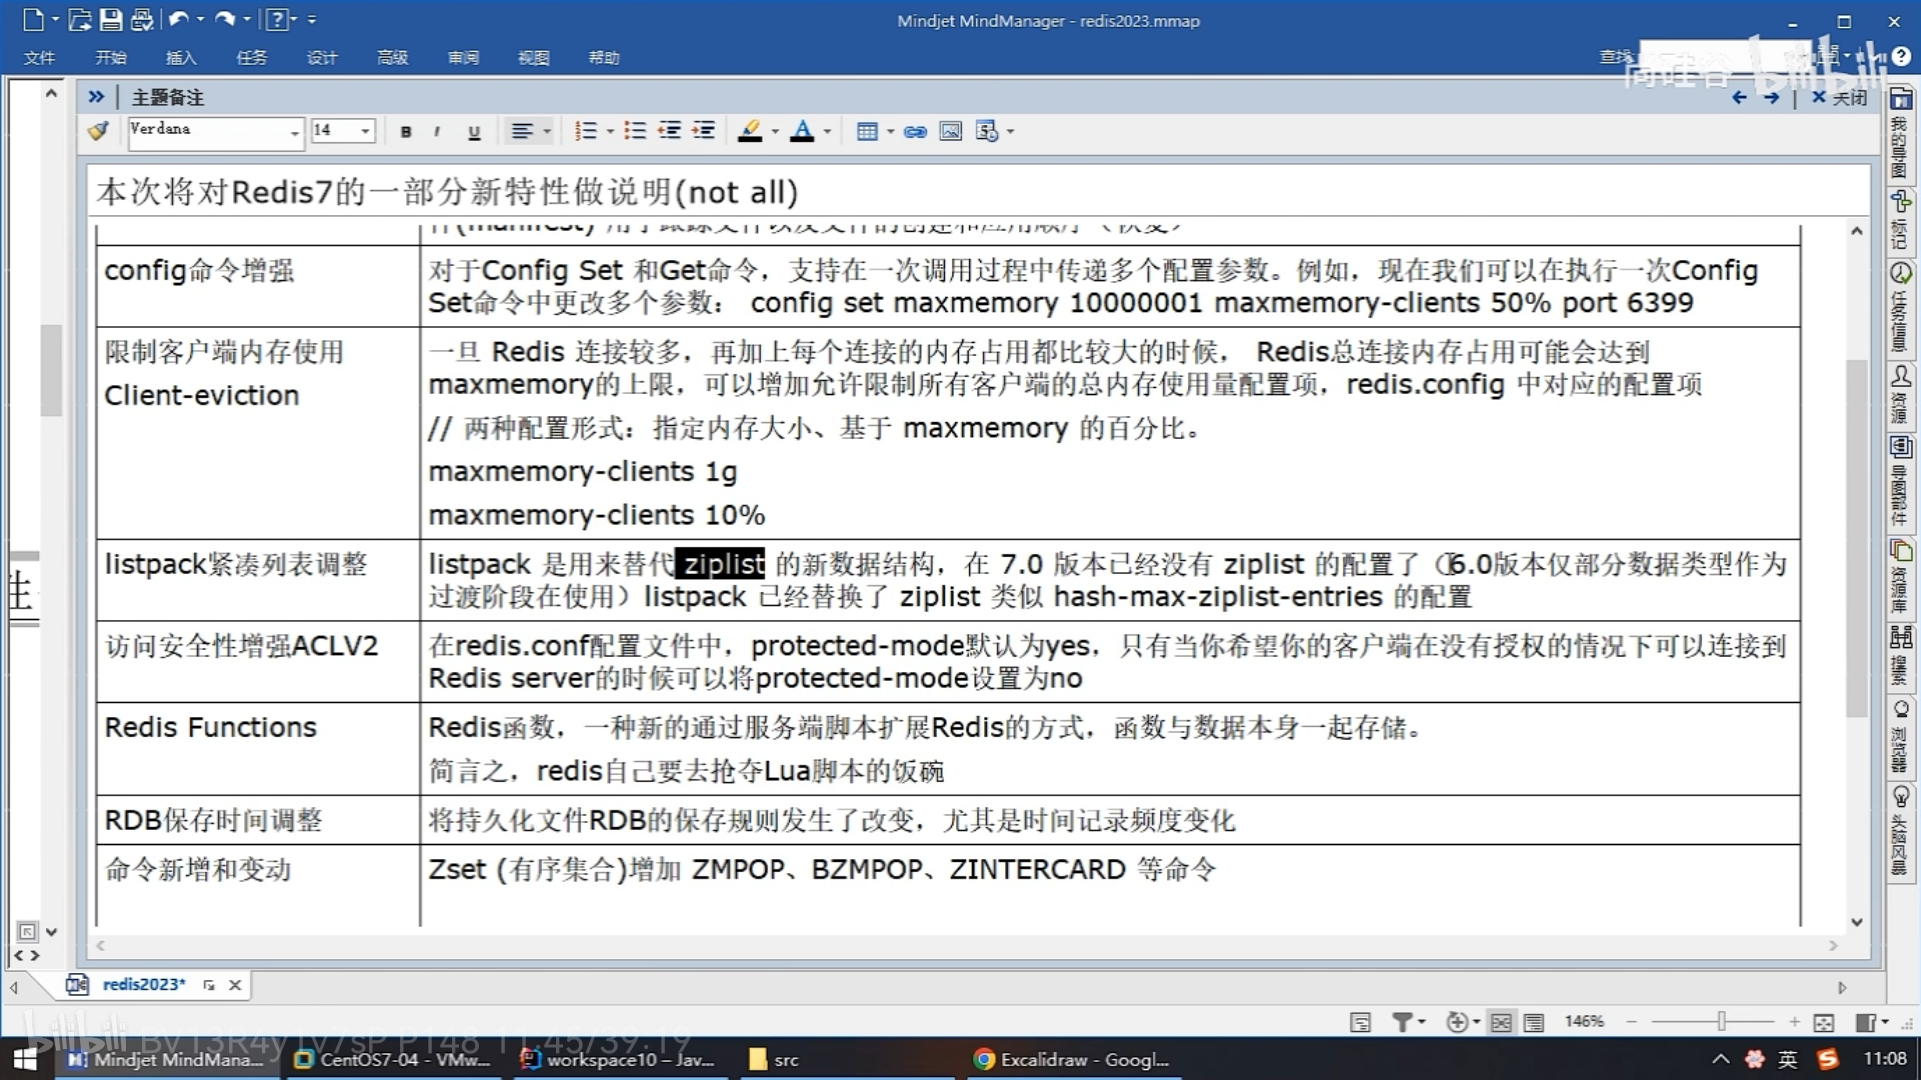 Mindjet MindManager - redis2023.mmap
文件 开始 插入 任务 设计 高级 审阅 视图 帮助
查找
尚硅谷 bilibili
主题备注
关闭
Verdana 14
本次将对Redis7的一部分新特性做说明(not all)
config命令增强
对于Config Set 和Get命令，支持在一次调用过程中传递多个配置参数。例如，现在我们可以在执行一次Config
Set命令中更改多个参数： config set maxmemory 10000001 maxmemory-clients 50% port 6399
限制客户端内存使用
Client-eviction
一旦 Redis 连接较多，再加上每个连接的内存占用都比较大的时候， Redis总连接内存占用可能会达到
maxmemory的上限，可以增加允许限制所有客户端的总内存使用量配置项，redis.config 中对应的配置项
// 两种配置形式：指定内存大小、基于 maxmemory 的百分比。
maxmemory-clients 1g
maxmemory-clients 10%
listpack紧凑列表调整
listpack 是用来替代 ziplist 的新数据结构，在 7.0 版本已经没有 ziplist 的配置了（6.0版本仅部分数据类型作为
过渡阶段在使用）listpack 已经替换了 ziplist 类似 hash-max-ziplist-entries 的配置
访问安全性增强ACLV2
在redis.conf配置文件中，protected-mode默认为yes，只有当你希望你的客户端在没有授权的情况下可以连接到
Redis server的时候可以将protected-mode设置为no
Redis Functions
Redis函数，一种新的通过服务端脚本扩展Redis的方式，函数与数据本身一起存储。
简言之，redis自己要去抢夺Lua脚本的饭碗
RDB保存时间调整
将持久化文件RDB的保存规则发生了改变，尤其是时间记录频度变化
命令新增和变动
Zset (有序集合)增加 ZMPOP、BZMPOP、ZINTERCARD 等命令
我的导图
标记
任务信息
资源
导图部件
资源库
搜索
浏览器
头脑风暴
redis2023*
146%
bilibili BV13R4y1v7sP P148 11:45/39:19
Mindjet MindMana...
CentOS7-04 - VMw...
workspace10 – Jav...
src
Excalidraw - Googl...
英
11:08